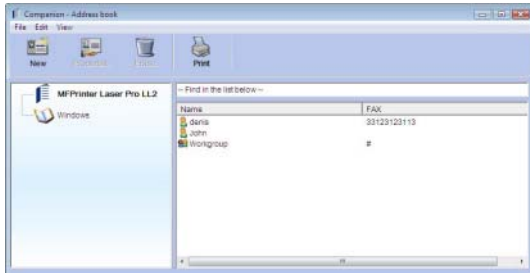 Companion - Address book
File Edit View
New Print
MFPrinter Laser Pro LL2
Windows
-- Find in the list below --
Name FAX
denis 33123123113
John
Workgroup #